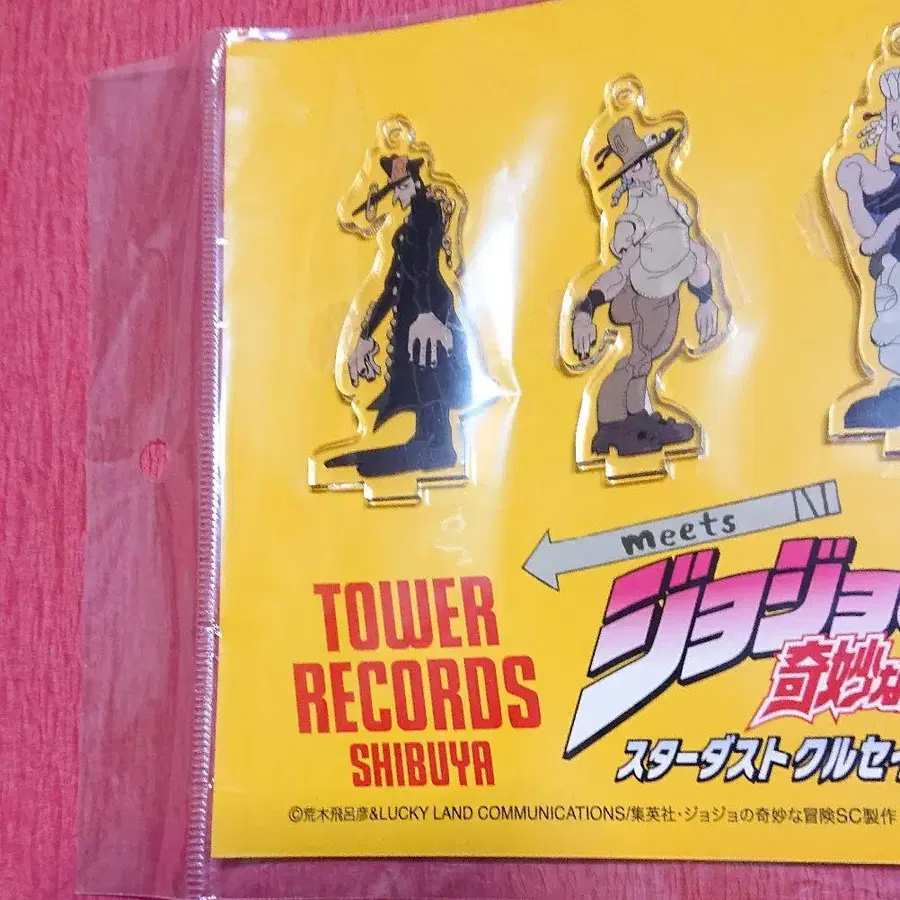 meets
TOWER
RECORDS
SHIBUYA
ジョジョ
奇妙な
スターダストクルセイ
©荒木飛呂彦&LUCKY LAND COMMUNICATIONS/集英社・ジョジョの奇妙な冒険SC製作